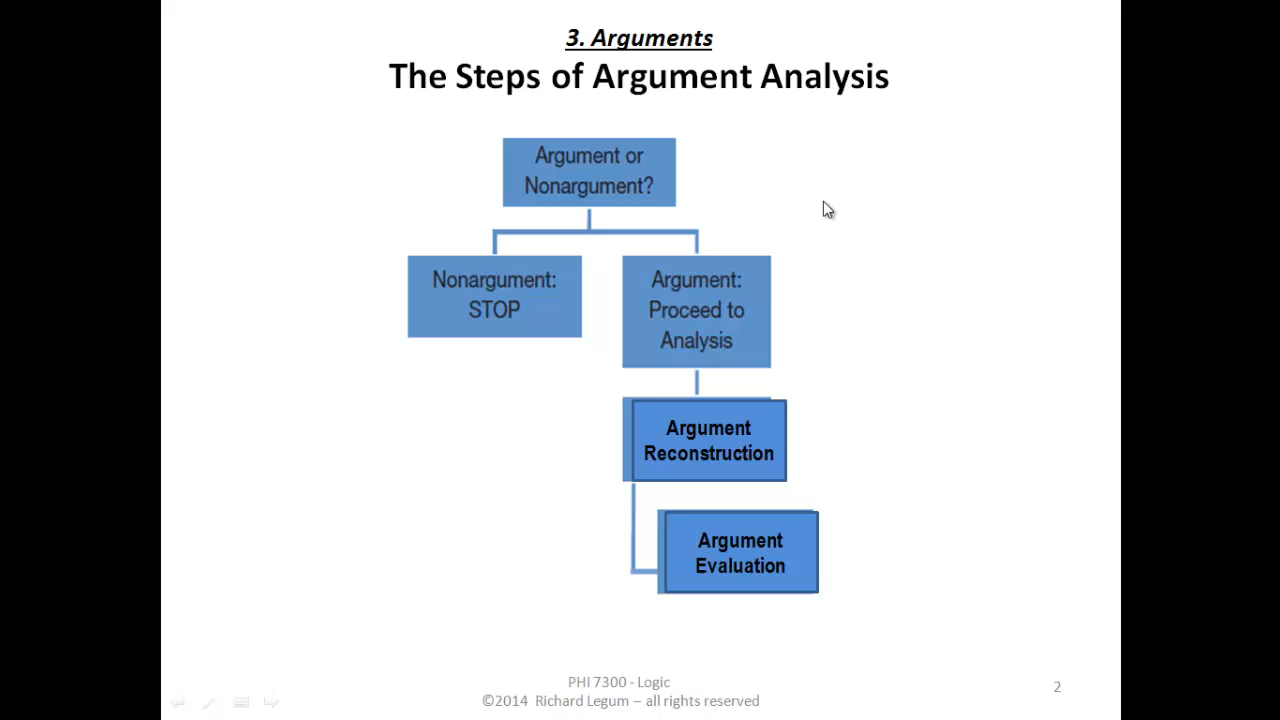 3. Arguments
The Steps of Argument Analysis
Argument or
Nonargument?
Nonargument:
STOP
Argument:
Proceed to
Analysis
Argument
Reconstruction
Argument
Evaluation
PHI 7300 - Logic
©2014 Richard Legum – all rights reserved
2